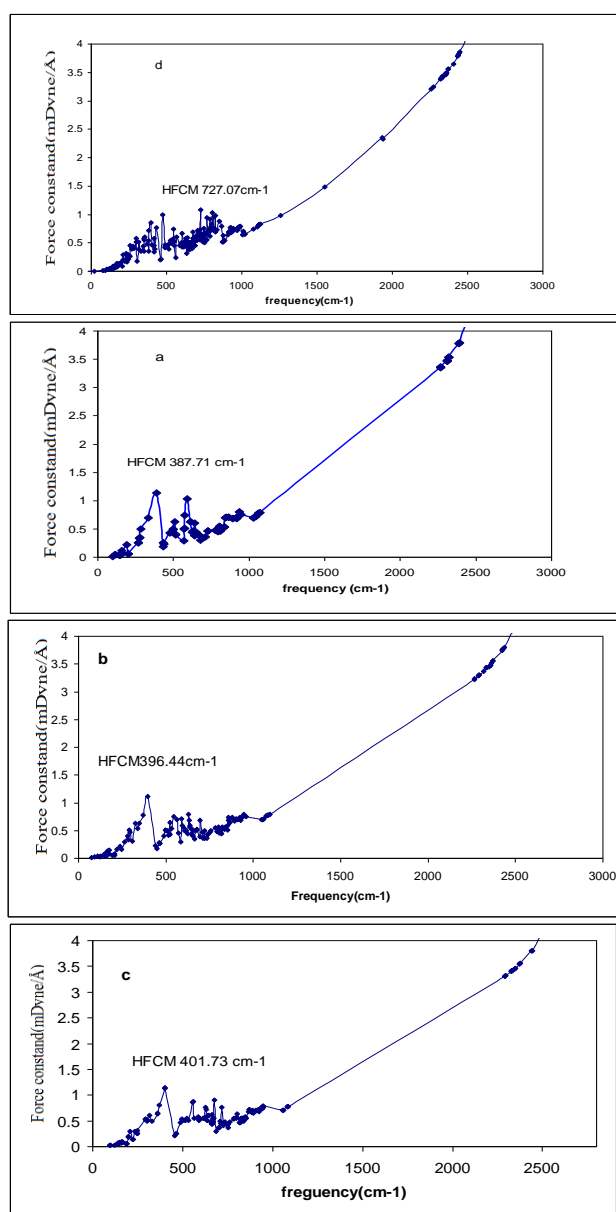 d
Force constand(mDvne/Å)
4
3.5
3
2.5
2
1.5
1
0.5
0
HFCM 727.07cm-1
0 500 1000 1500 2000 2500 3000
frequency(cm-1)
a
Force constand(mDvne/Å)
4
3.5
3
2.5
2
1.5
1
0.5
0
HFCM 387.71 cm-1
0 500 1000 1500 2000 2500 3000
frequency (cm-1)
b
Force constand(mDvne/Å)
4
3.5
3
2.5
2
1.5
1
0.5
0
HFCM396.44cm-1
0 500 1000 1500 2000 2500 3000
Frequency(cm-1)
c
Force constand(mDvne/Å)
4
3.5
3
2.5
2
1.5
1
0.5
0
HFCM 401.73 cm-1
0 500 1000 1500 2000 2500
freguency(cm-1)